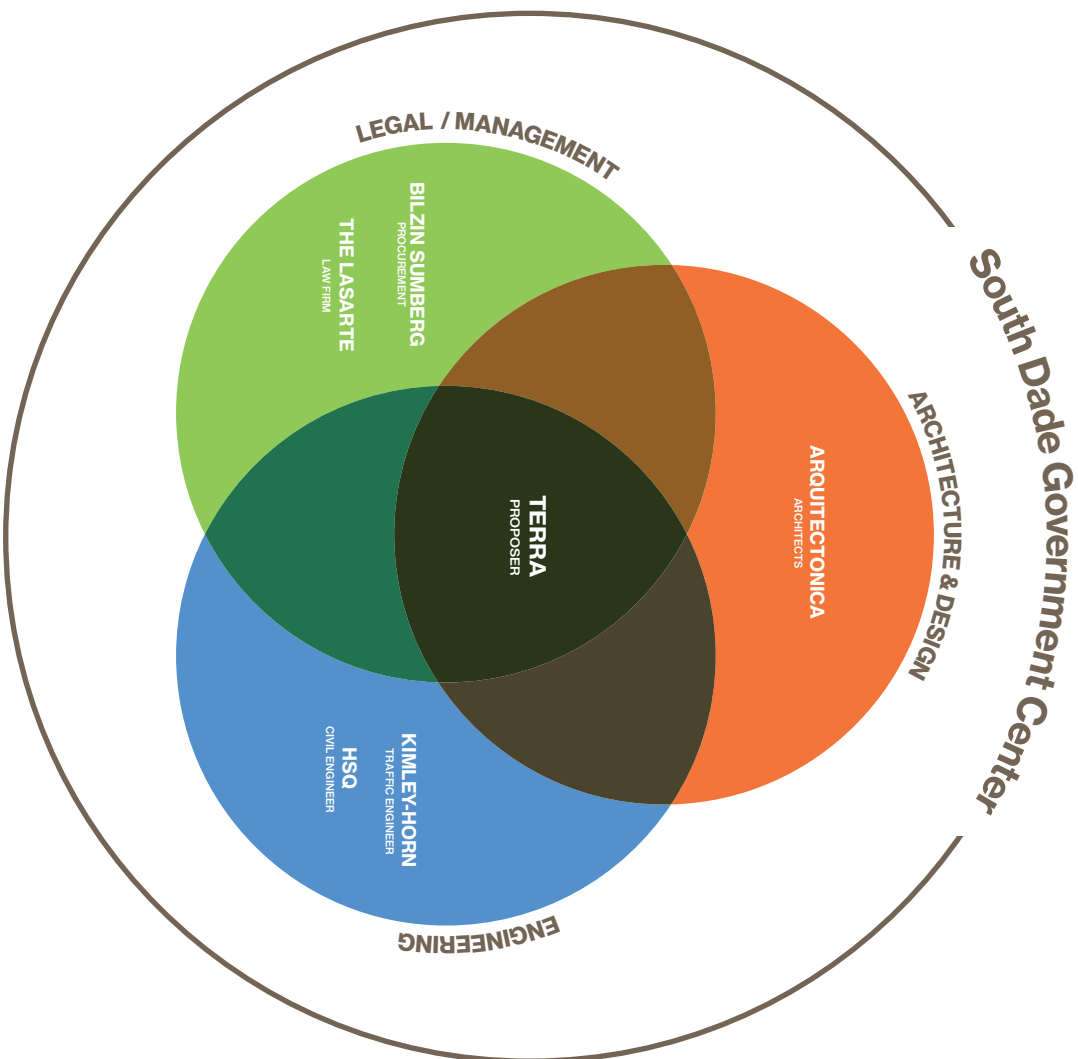 South Dade Government Center
ARCHITECTURE & DESIGN
ARQUITECTONICA
ARCHITECTS
TERRA
PROPOSER
LEGAL / MANAGEMENT
BILZIN SUMBERG
PROCUREMENT
THE LASARTE
LAW FIRM
KIMLEY-HORN
TRAFFIC ENGINEER
HSQ
CIVIL ENGINEER
ENGINEERING